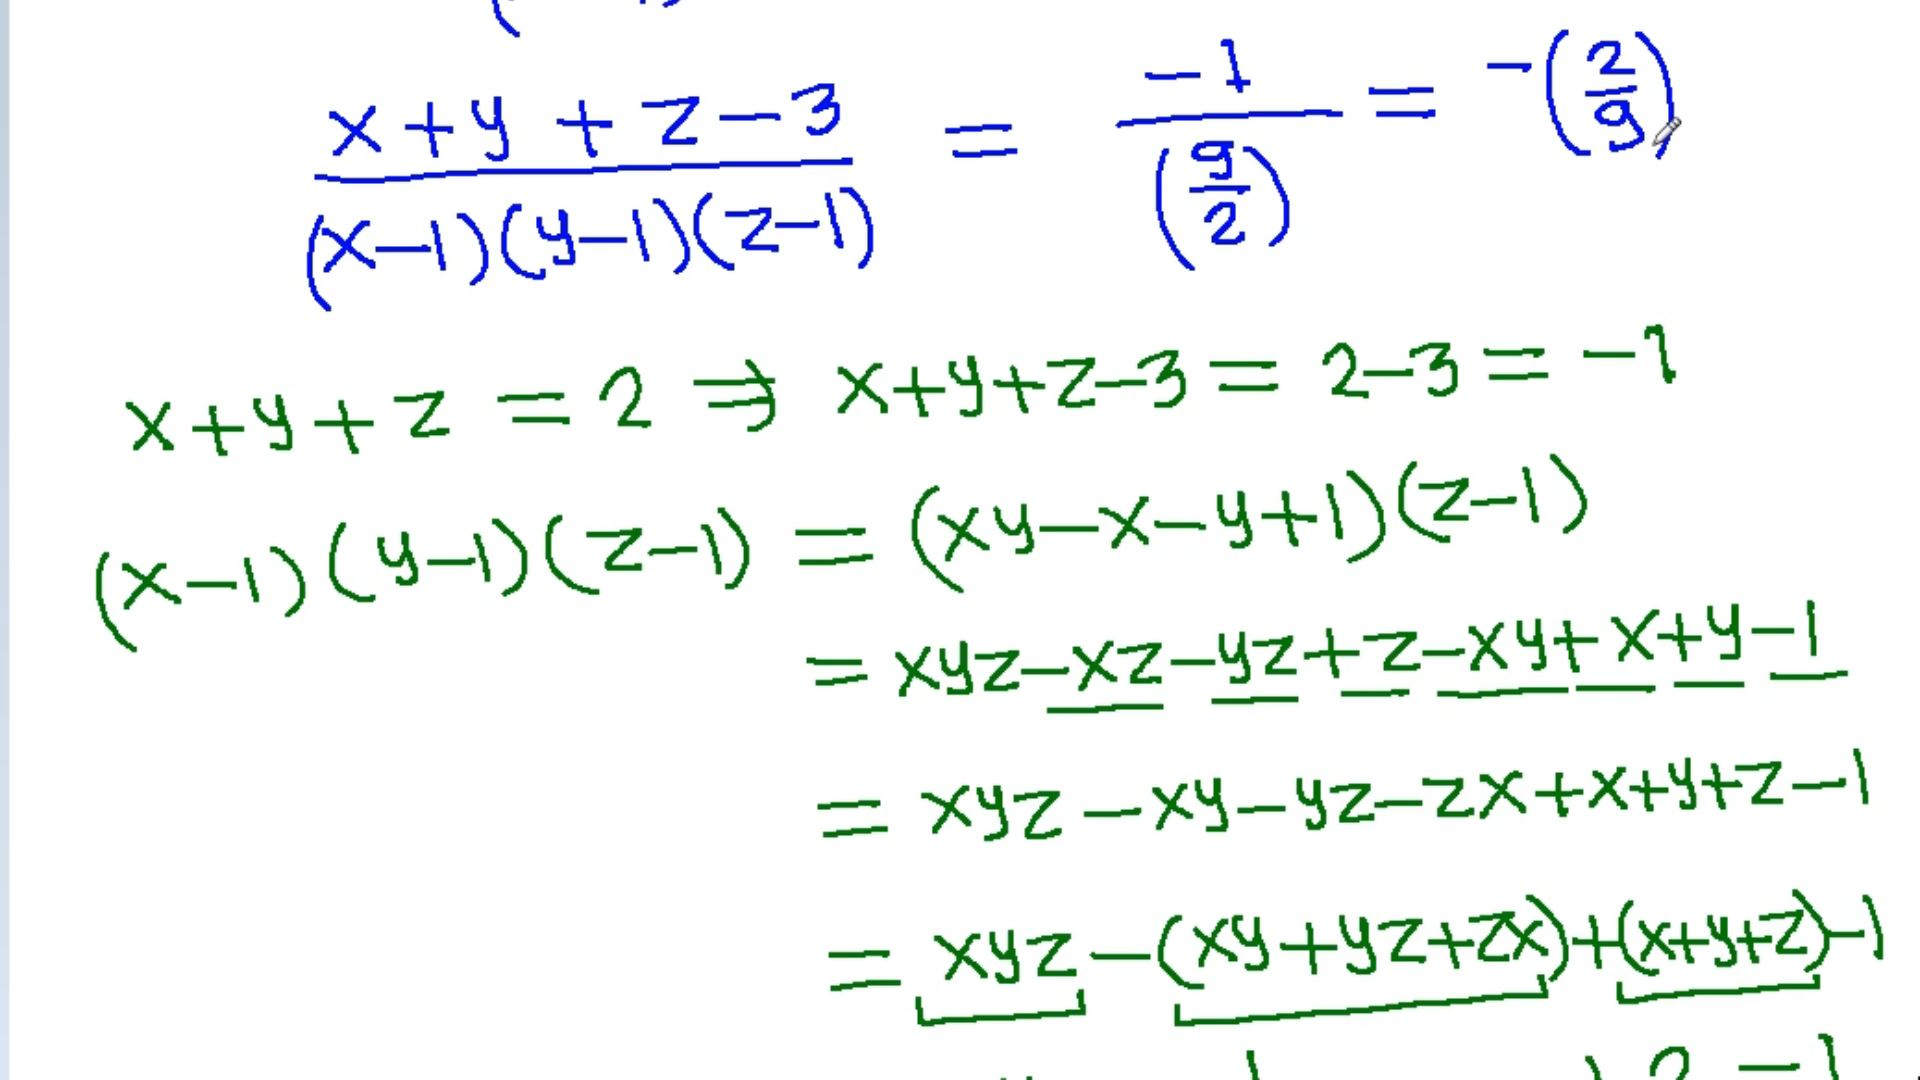 x + y + z - 3 / (x-1)(y-1)(z-1) = -1 / (9/2) = -(2/9)
x + y + z = 2 ⇒ x+y+z-3 = 2-3 = -1
(x-1)(y-1)(z-1) = (xy-x-y+1)(z-1)
= xyz-xz-yz+z-xy+x+y-1
= xyz-xy-yz-zx+x+y+z-1
= xyz-(xy+yz+zx)+(x+y+z)-1